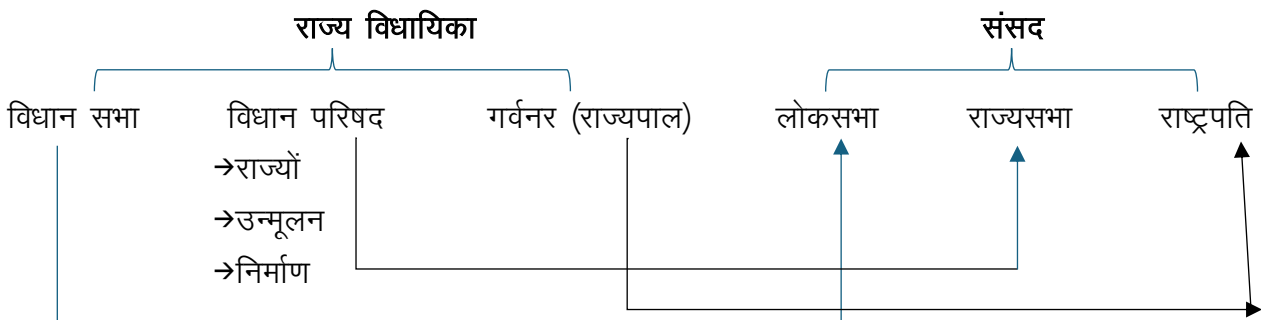 राज्य विधायिका संसद
विधान सभा विधान परिषद गर्वनर (राज्यपाल) लोकसभा राज्यसभा राष्ट्रपति
→राज्यों
→उन्मूलन
→निर्माण